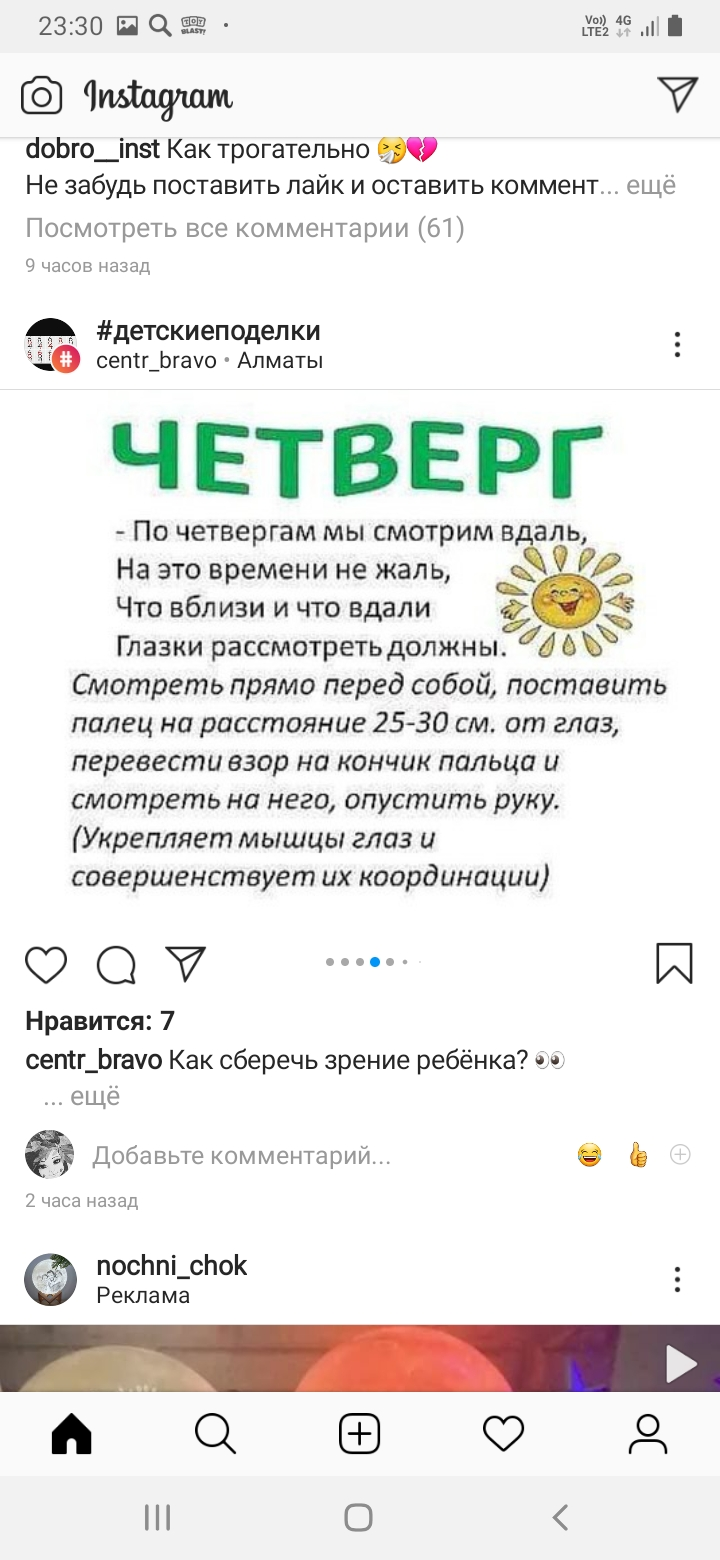 23:30
Vo)) 4G
LTE2
Instagram
dobro__inst Как трогательно 🤧💔
Не забудь поставить лайк и оставить коммент... ещё
Посмотреть все комментарии (61)
9 часов назад
#детскиеподелки
centr_bravo • Алматы
ЧЕТВЕРГ
- По четвергам мы смотрим вдаль,
На это времени не жаль,
Что вблизи и что вдали
Глазки рассмотреть должны.
Смотреть прямо перед собой, поставить
палец на расстояние 25-30 см. от глаз,
перевести взор на кончик пальца и
смотреть на него, опустить руку.
(Укрепляет мышцы глаз и
совершенствует их координации)
Нравится: 7
centr_bravo Как сберечь зрение ребёнка? 👀
... ещё
Добавьте комментарий...
2 часа назад
nochni_chok
Реклама